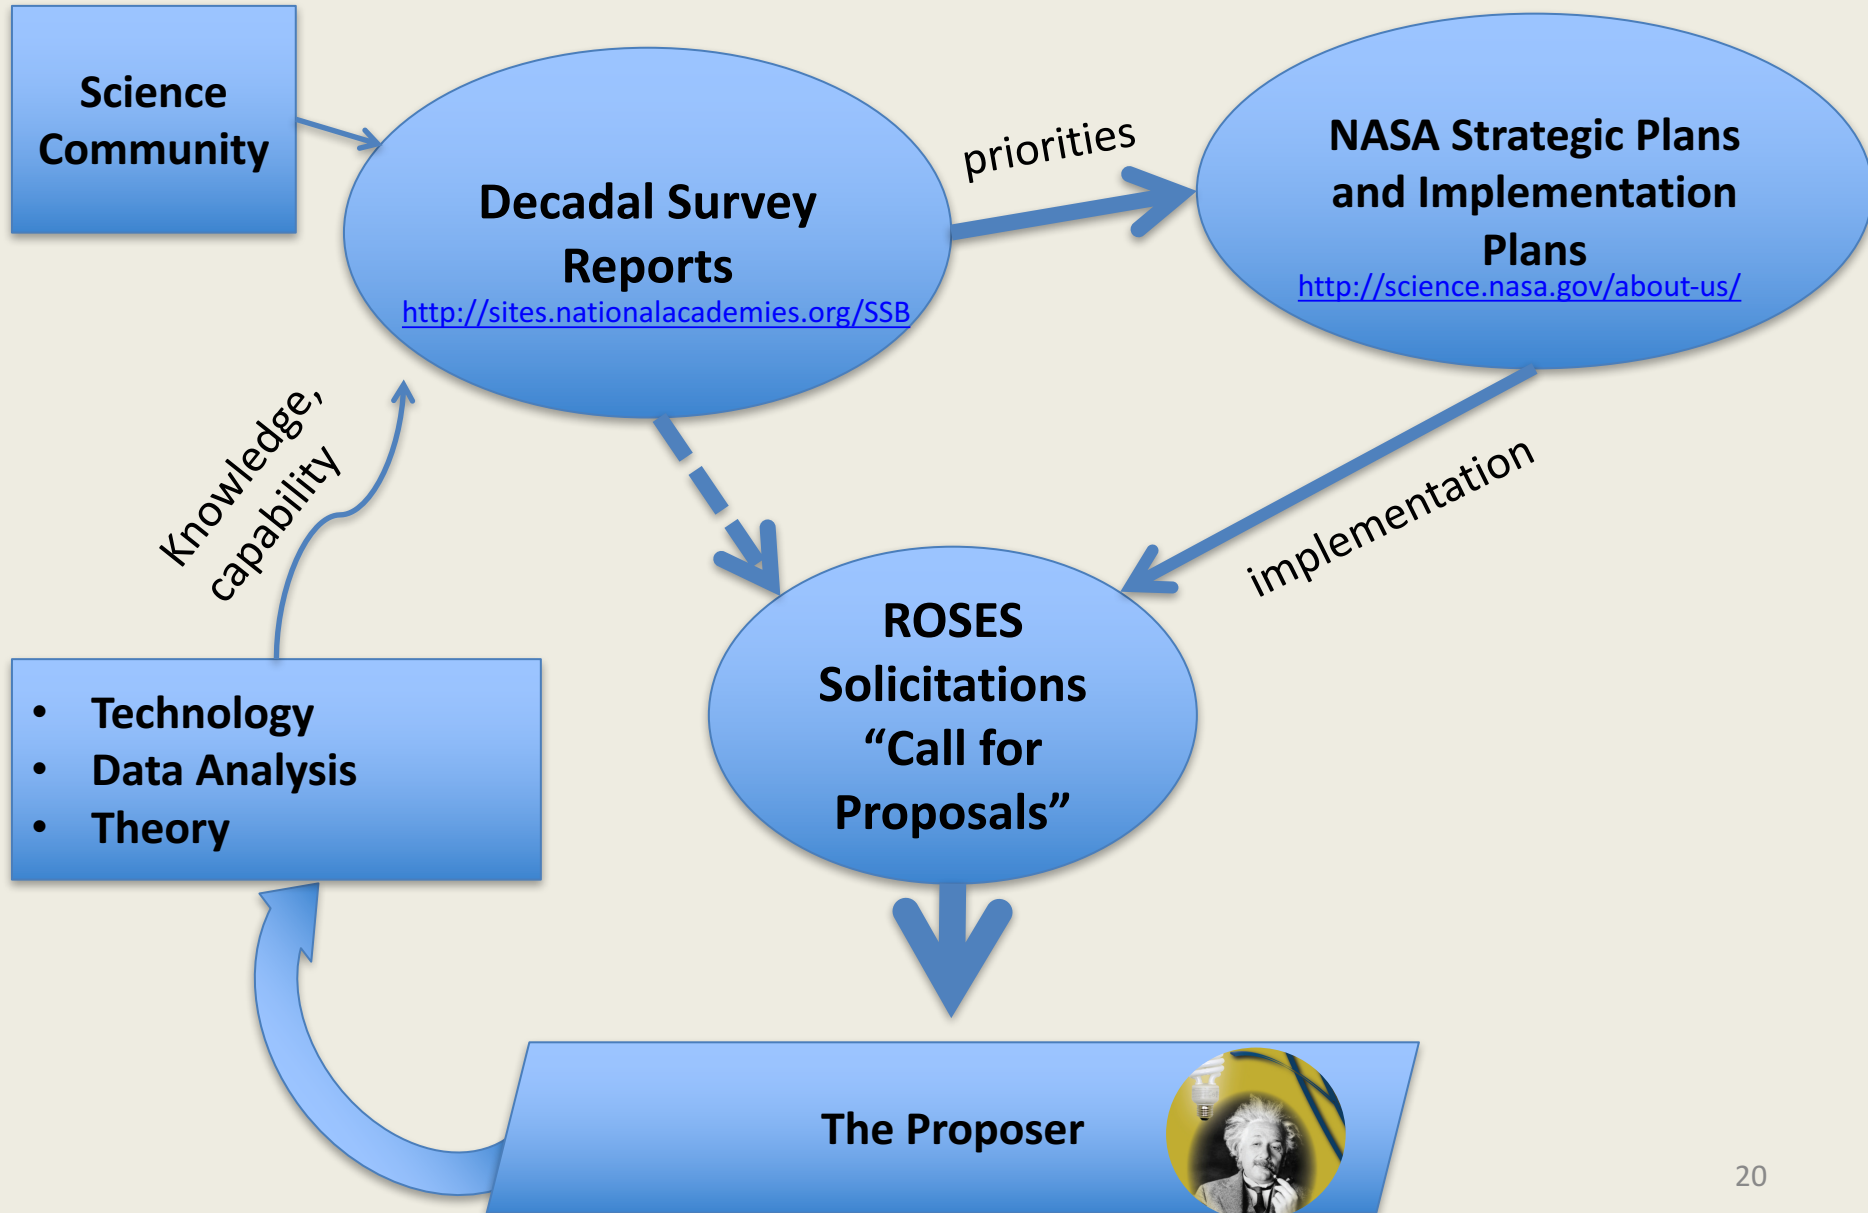 Science
Community
Decadal Survey
Reports
http://sites.nationalacademies.org/SSB
priorities
NASA Strategic Plans
and Implementation
Plans
http://science.nasa.gov/about-us/
Knowledge,
capability
implementation
ROSES
Solicitations
“Call for
Proposals”
• Technology
• Data Analysis
• Theory
The Proposer
20